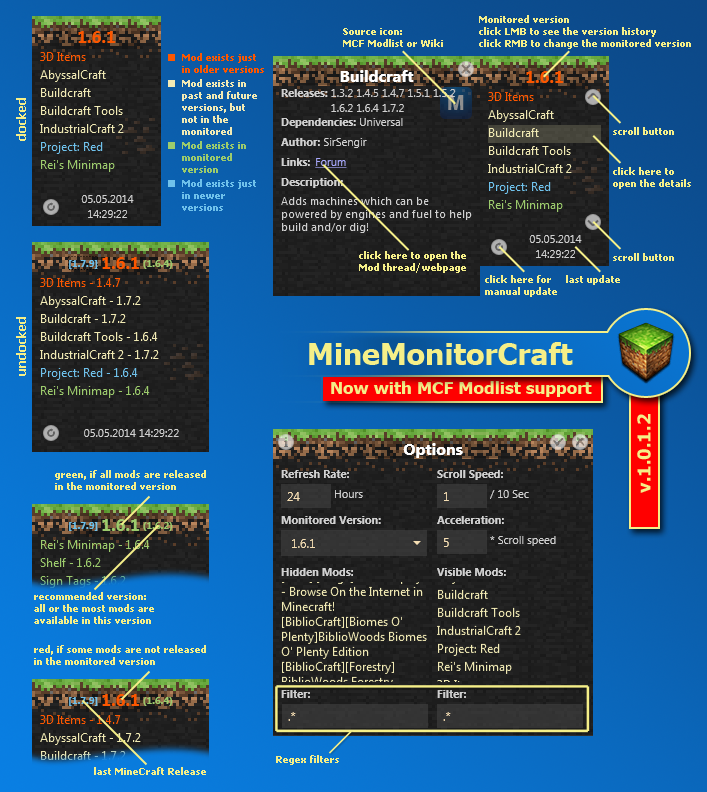 docked
1.6.1
3D Items
AbyssalCraft
Buildcraft
Buildcraft Tools
IndustrialCraft 2
Project: Red
Rei's Minimap
05.05.2014
14:29:22
Mod exists just
in older versions
Mod exists in
past and future
versions, but
not in the
monitored
Mod exists in
monitored
version
Mod exists just
in newer
versions
Source icon:
MCF Modlist or Wiki
Monitored version
click LMB to see the version history
click RMB to change the monitored version
Buildcraft
Releases: 1.3.2 1.4.5 1.4.7 1.5.1 1.5.2
1.6.2 1.6.4 1.7.2
M
Dependencies: Universal
Author: SirSengir
Links: Forum
Description:
Adds machines which can be
powered by engines and fuel to help
build and/or dig!
click here to open the
Mod thread/webpage
1.6.1
3D Items
AbyssalCraft
Buildcraft
Buildcraft Tools
IndustrialCraft 2
Project: Red
Rei's Minimap
05.05.2014
14:29:22
scroll button
click here to
open the details
scroll button
click here for
manual update
last update
undocked
[1.7.9] 1.6.1 (1.6.4)
3D Items - 1.4.7
AbyssalCraft - 1.7.2
Buildcraft - 1.7.2
Buildcraft Tools - 1.6.4
IndustrialCraft 2 - 1.7.2
Project: Red - 1.6.4
Rei's Minimap - 1.6.4
05.05.2014 14:29:22
MineMonitorCraft
Now with MCF Modlist support
v.1.0.1.2
green, if all mods are released
in the monitored version
[1.7.9] 1.6.1 (1.6.2)
Rei's Minimap - 1.6.4
Shelf - 1.6.2
Sign Tags - 1.6.2
recommended version:
all or the most mods are
available in this version
red, if some mods are not released
in the monitored version
[1.7.9] 1.6.1 (1.6.4)
3D Items - 1.4.7
AbyssalCraft - 1.7.2
Buildcraft - 1.7.2
last MineCraft Release
Options
Refresh Rate:
24 Hours
Scroll Speed:
1 / 10 Sec
Monitored Version:
1.6.1
Acceleration:
5 * Scroll speed
Hidden Mods:
- Browse On the Internet in
Minecraft!
[BiblioCraft][Biomes O'
Plenty]BiblioWoods Biomes
O' Plenty Edition
[BiblioCraft][Forestry]
BiblioWoods Forestry
Visible Mods:
Buildcraft
Buildcraft Tools
IndustrialCraft 2
Project: Red
Rei's Minimap
Filter:
.*
Filter:
.*
Regex filters